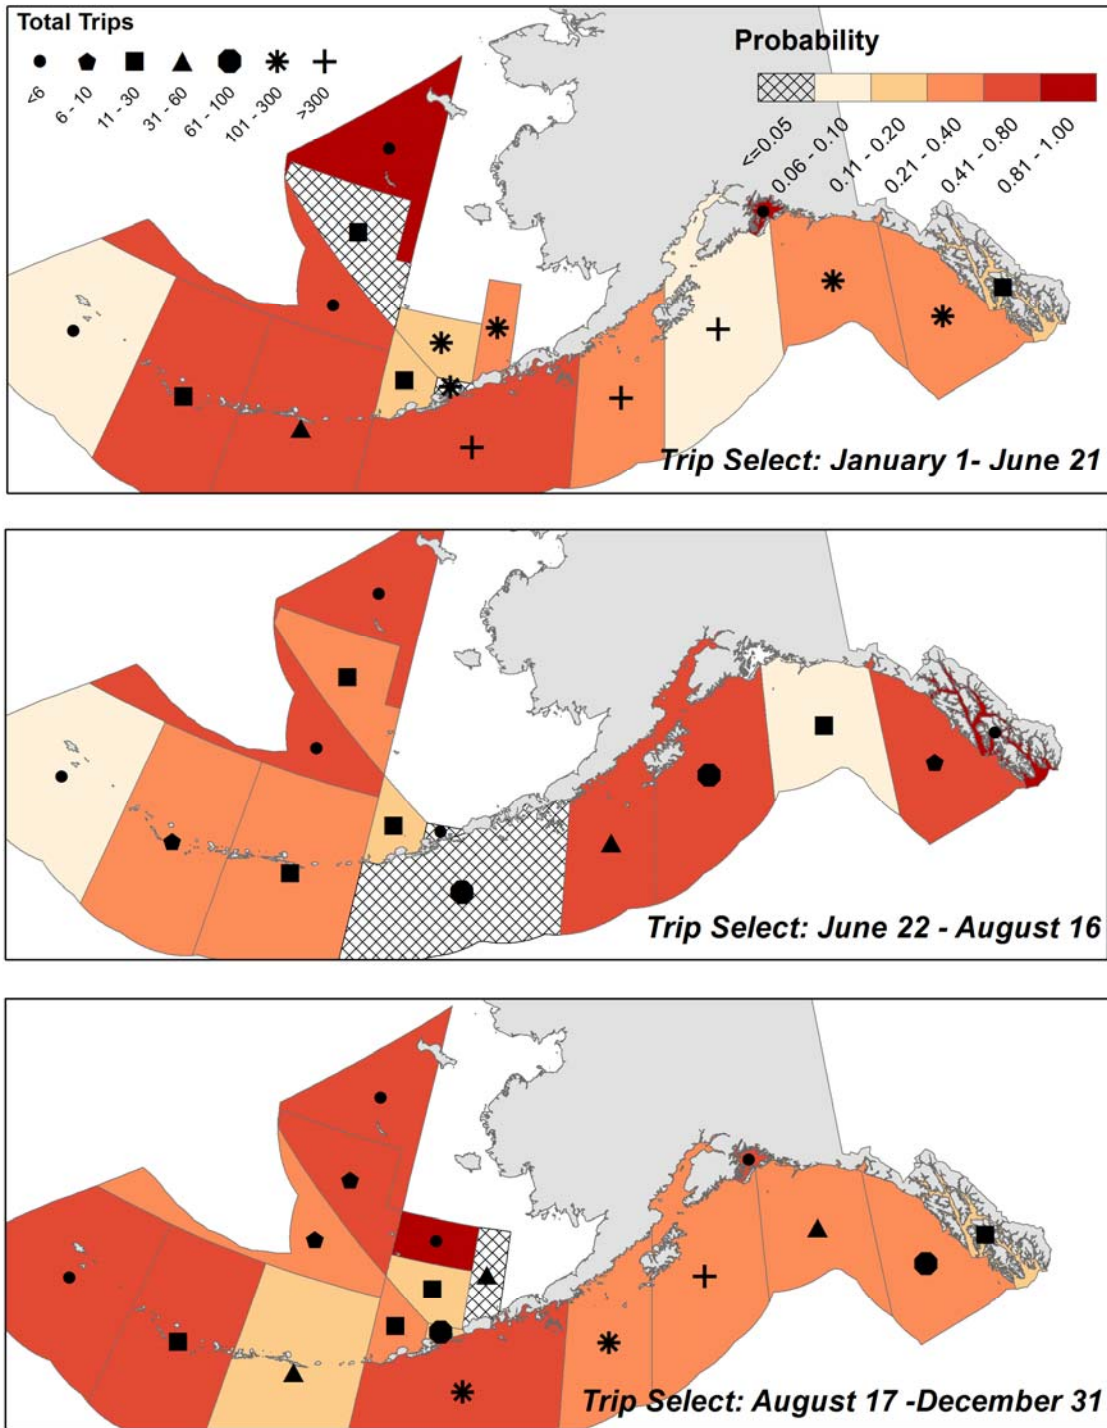 Total Trips
<6
6 - 10
11 - 30
31 - 60
61 - 100
101 - 300
>300
Probability
<=0.05
0.06 - 0.10
0.11 - 0.20
0.21 - 0.40
0.41 - 0.80
0.81 - 1.00
Trip Select: January 1- June 21
Trip Select: June 22 - August 16
Trip Select: August 17 -December 31